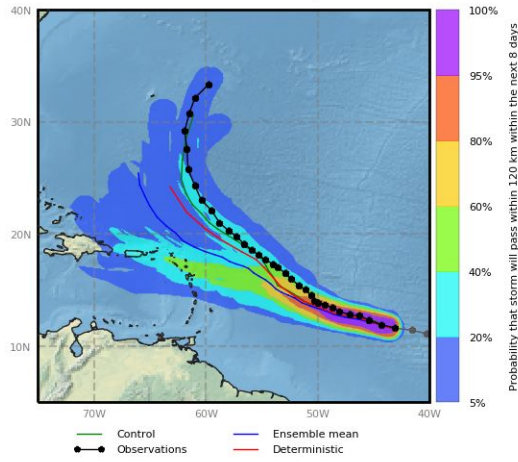 40N
30N
20N
10N
70W 60W 50W 40W
100%
95%
80%
60%
40%
20%
5%
Probability that storm will pass within 120 km within the next 8 days
Control
Observations
Ensemble mean
Deterministic